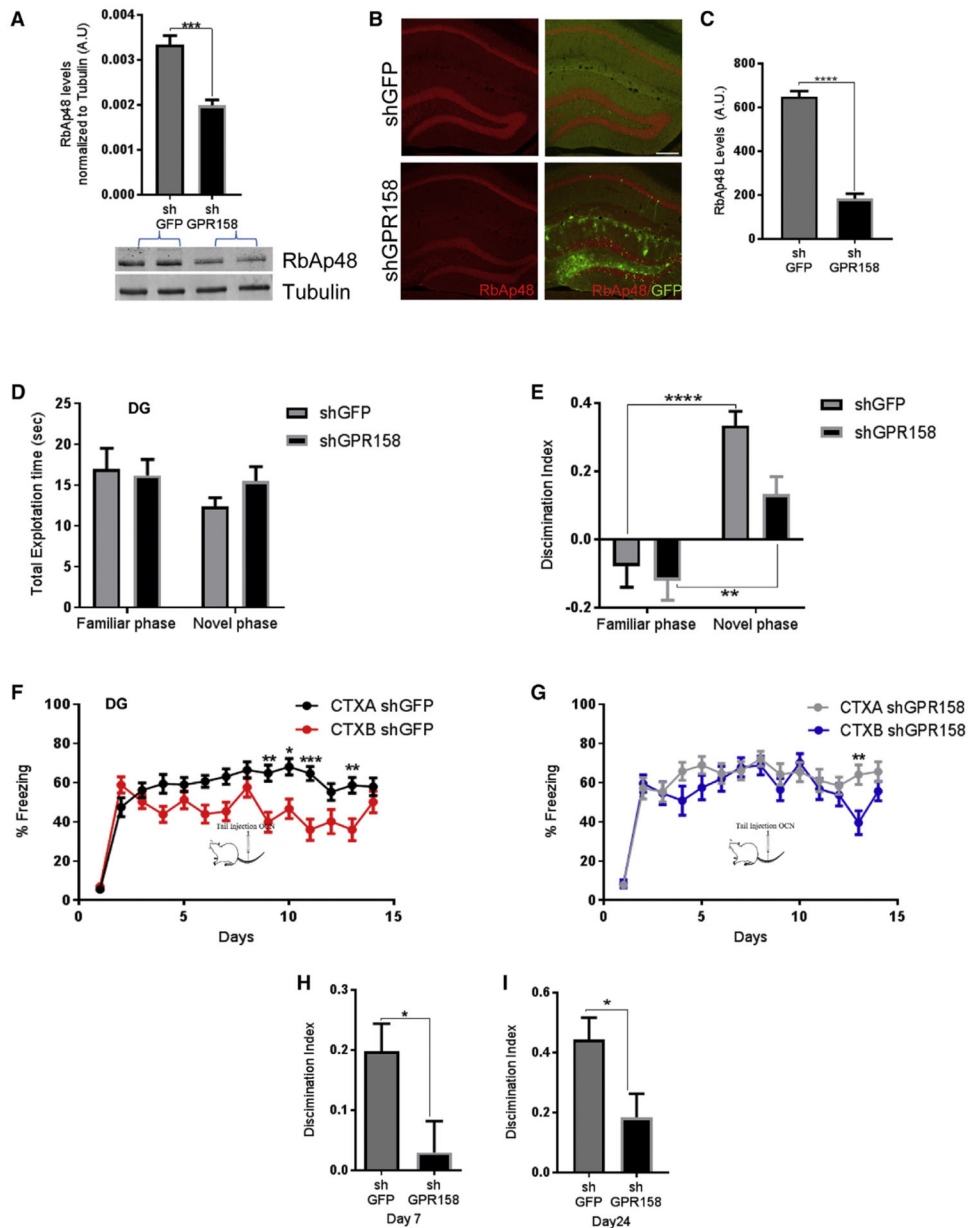 A
***
0.004
0.003
0.002
0.001
0.000
RbAp48 levels
normalized to Tubulin (A.U)
sh
GFP
sh
GPR158
RbAp48
Tubulin
B
shGFP
shGPR158
RbAp48
RbAp48/GFP
C
****
800
600
400
200
0
RbAp48 Levels (A.U.)
sh
GFP
sh
GPR158
D
DG
shGFP
shGPR158
25
20
15
10
5
0
Total Explotation time (sec)
Familiar phase
Novel phase
E
****
**
shGFP
shGPR158
0.4
0.2
0.0
-0.2
Discimination Index
Familiar phase
Novel phase
F
DG
CTXA shGFP
CTXB shGFP
100
80
60
40
20
0
% Freezing
** * *** **
Tail Injection OCN
0 5 10 15
Days
G
CTXA shGPR158
CTXB shGPR158
100
80
60
40
20
0
% Freezing
**
Tail Injection OCN
0 5 10 15
Days
H
*
0.3
0.2
0.1
0.0
Discimination Index
sh
GFP
sh
GPR158
Day 7
I
*
0.6
0.4
0.2
0.0
Discimination Index
sh
GFP
sh
GPR158
Day24